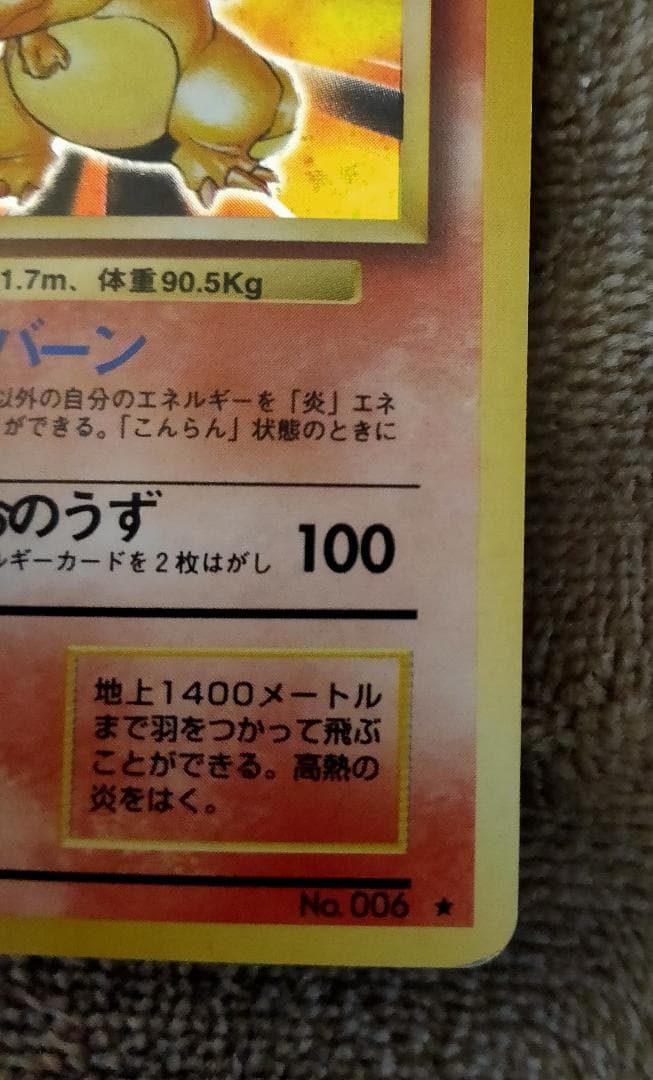 1.7m、体重90.5Kg
バーン
以外の自分のエネルギーを「炎」エネ
ができる。「こんらん」状態のときに
おのうず 100
ルギーカードを2枚はがし
地上1400メートル
まで羽をつかって飛ぶ
ことができる。高熱の
炎をはく。
No. 006 ★